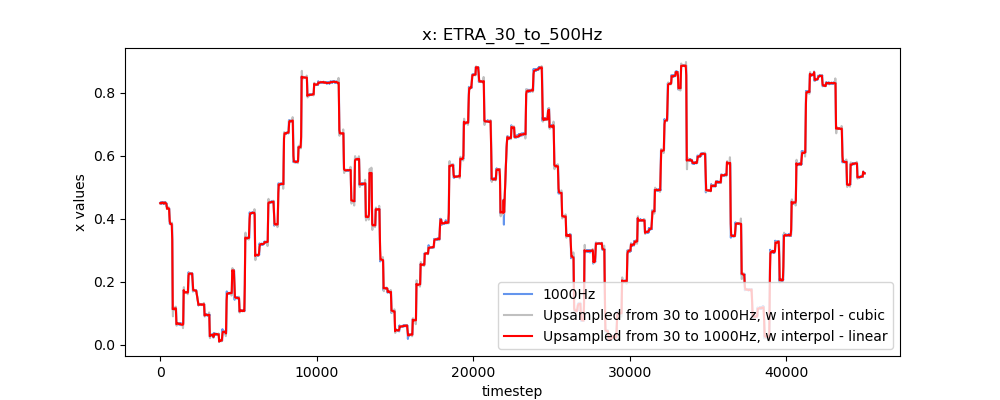 x: ETRA_30_to_500Hz
0.8
0.6
0.4
0.2
0.0
x values
0
10000
20000
30000
40000
timestep
1000Hz
Upsampled from 30 to 1000Hz, w interpol - cubic
Upsampled from 30 to 1000Hz, w interpol - linear